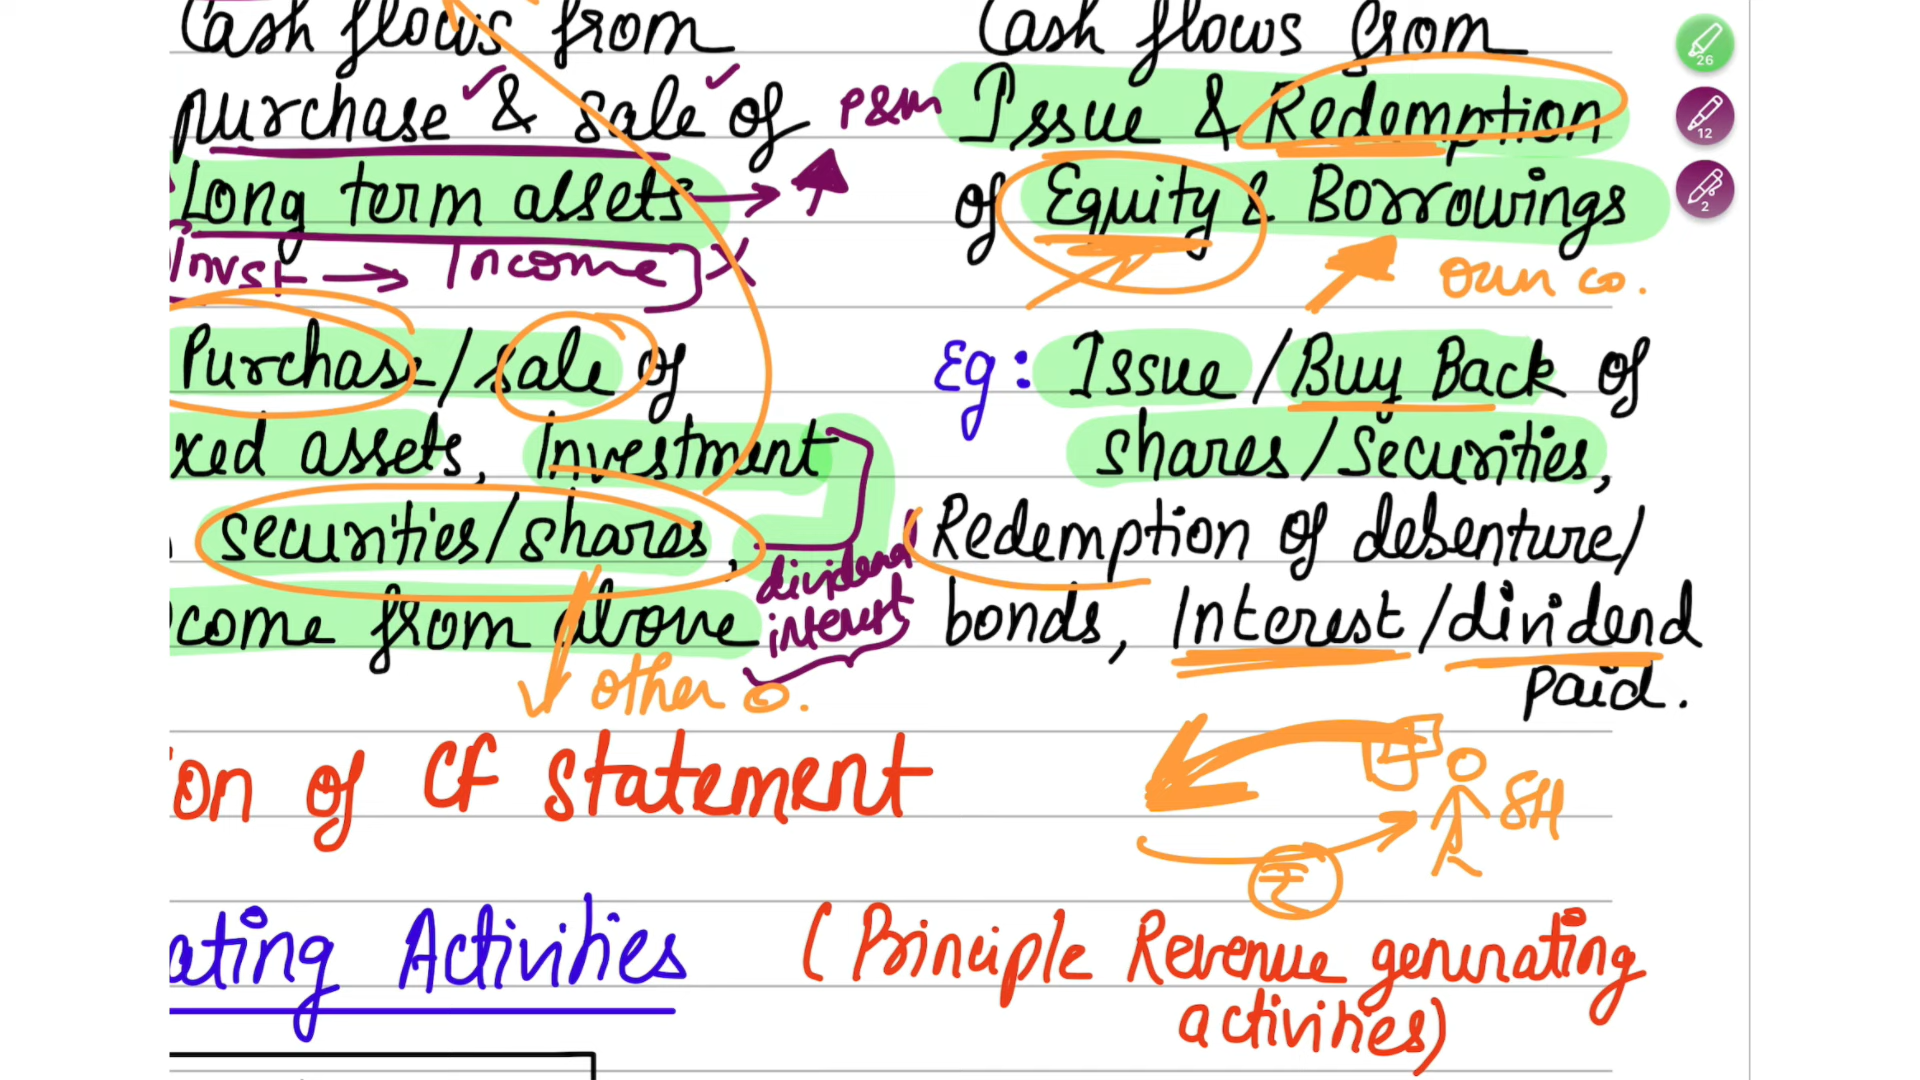 Cash flows from
purchase & sale of
P&M
Long term assets
Invst → Income
Purchase/sale of
xed assets, Investment
securities/shares,
dividend
interest
come from above
other co.
Cash flows from
Issue & Redemption
of Equity & Borrowings
own co.
Eg: Issue/Buy Back of
shares/securities,
Redemption of debenture/
bonds, Interest/dividend
paid.
SH
₹
on of CF statement
ating Activities
(Principle Revenue generating
activities)
26
12
2